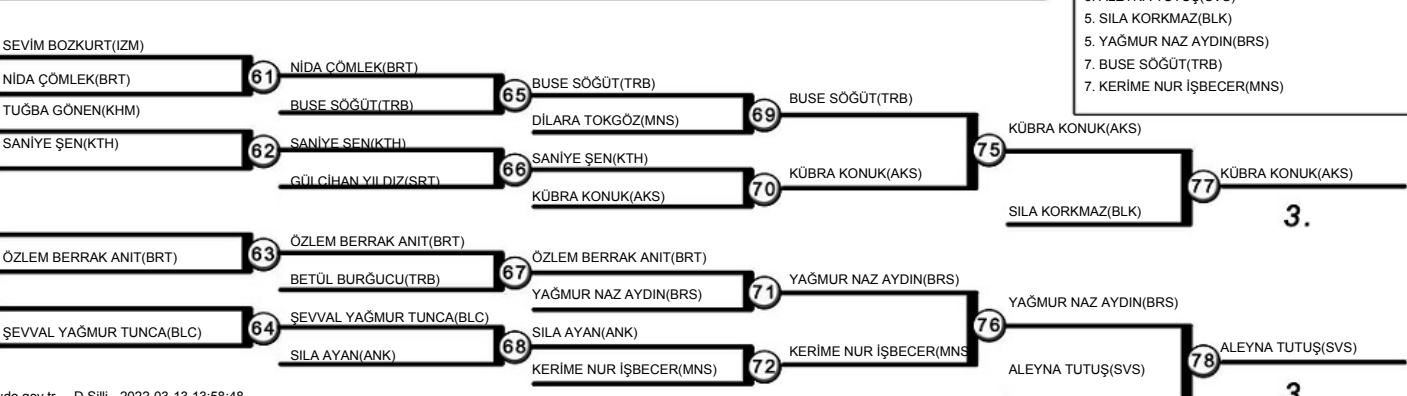 5. SILA KORKMAZ(BLK)
5. YAĞMUR NAZ AYDIN(BRS)
7. BUSE SÖĞÜT(TRB)
7. KERİME NUR İŞBECER(MNS)
SEVİM BOZKURT(IZM)
NİDA ÇÖMLEK(BRT)
TUĞBA GÖNEN(KHM)
SANİYE ŞEN(KTH)
ÖZLEM BERRAK ANIT(BRT)
ŞEVVAL YAĞMUR TUNCA(BLC)
61
62
63
64
NİDA ÇÖMLEK(BRT)
BUSE SÖĞÜT(TRB)
SANİYE ŞEN(KTH)
GÜLCİHAN YILDIZ(SRT)
ÖZLEM BERRAK ANIT(BRT)
BETÜL BURĞUCU(TRB)
ŞEVVAL YAĞMUR TUNCA(BLC)
SILA AYAN(ANK)
65
66
67
68
BUSE SÖĞÜT(TRB)
DİLARA TOKGÖZ(MNS)
SANİYE ŞEN(KTH)
KÜBRA KONUK(AKS)
ÖZLEM BERRAK ANIT(BRT)
YAĞMUR NAZ AYDIN(BRS)
SILA AYAN(ANK)
KERİME NUR İŞBECER(MNS)
69
70
71
72
BUSE SÖĞÜT(TRB)
KÜBRA KONUK(AKS)
YAĞMUR NAZ AYDIN(BRS)
KERİME NUR İŞBECER(MNS
75
76
KÜBRA KONUK(AKS)
SILA KORKMAZ(BLK)
YAĞMUR NAZ AYDIN(BRS)
ALEYNA TUTUŞ(SVS)
77
78
KÜBRA KONUK(AKS)
3.
ALEYNA TUTUŞ(SVS)
3